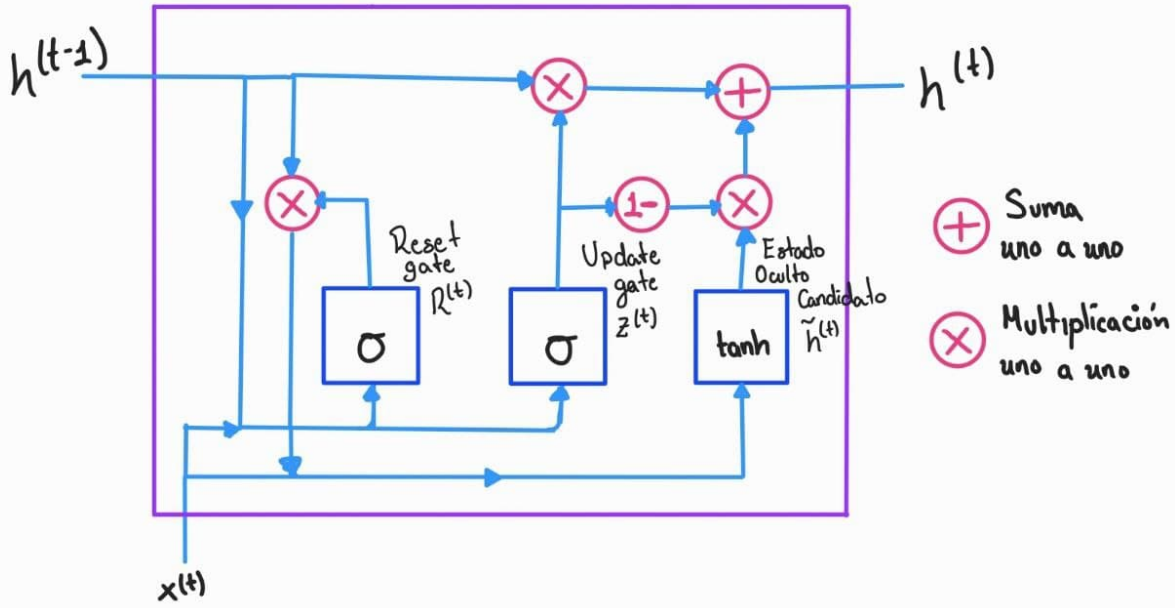 h^(t-1)
h^(t)
×
+
×
1-
×
Reset
gate
R^(t)
Update
gate
z^(t)
Estado
Oculto
Candidato
h̃^(t)
σ
σ
tanh
x^(t)
+ Suma
uno a uno
× Multiplicación
uno a uno